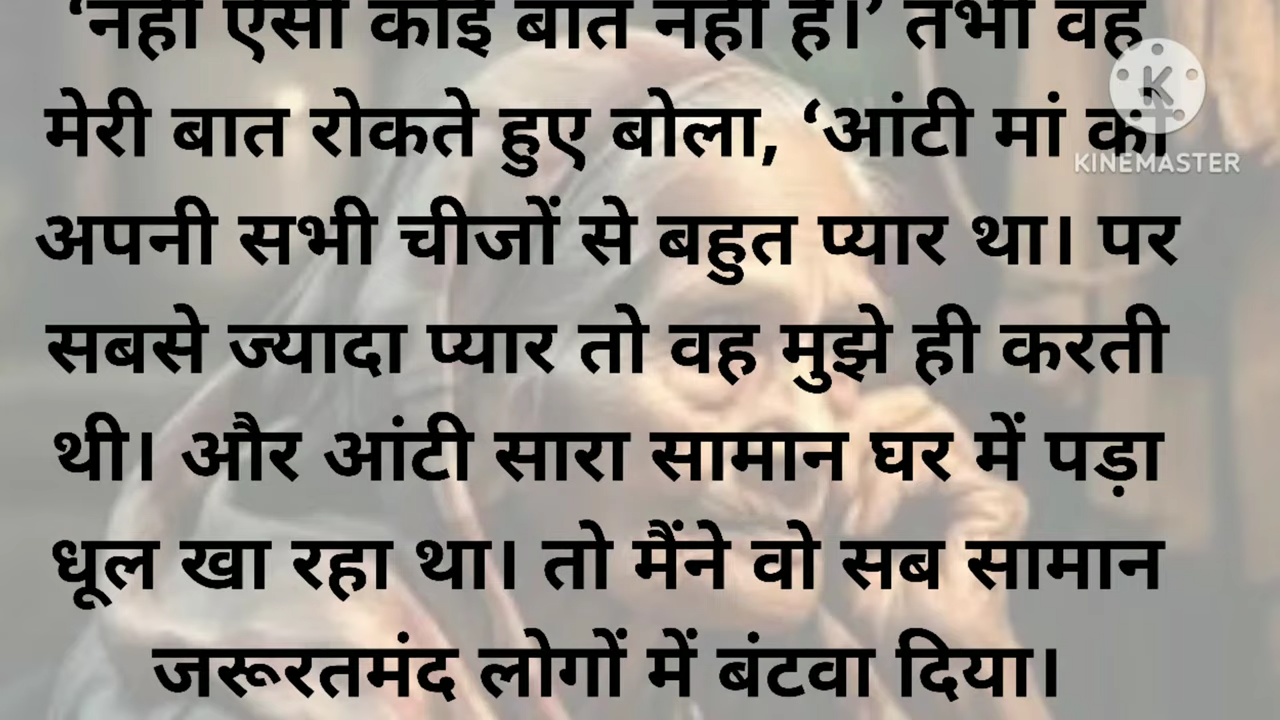 ‘नहीं ऐसी कोई बात नहीं है।’ तभी वह
मेरी बात रोकते हुए बोला, ‘आंटी मां को
KINEMASTER
अपनी सभी चीजों से बहुत प्यार था। पर
सबसे ज्यादा प्यार तो वह मुझे ही करती
थी। और आंटी सारा सामान घर में पड़ा
धूल खा रहा था। तो मैंने वो सब सामान
जरूरतमंद लोगों में बंटवा दिया।